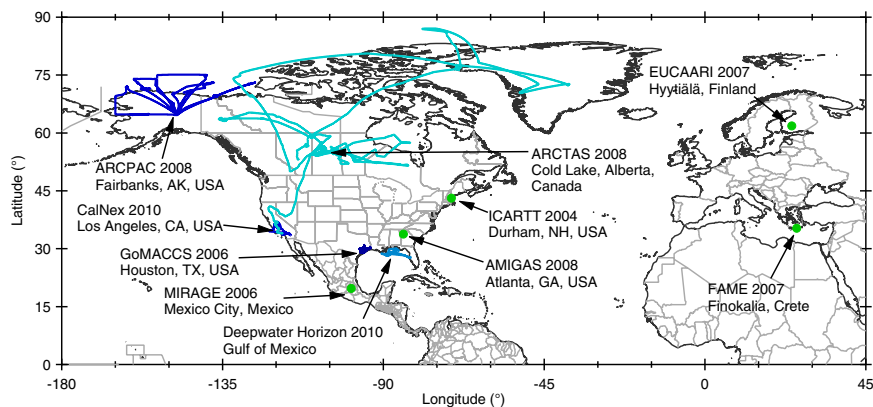 90
75
60
45
30
15
0
Latitude (°)
-180
-135
-90
-45
0
45
Longitude (°)
EUCAARI 2007
Hyytiälä, Finland
ARCPAC 2008
Fairbanks, AK, USA
ARCTAS 2008
Cold Lake, Alberta,
Canada
CalNex 2010
Los Angeles, CA, USA
ICARTT 2004
Durham, NH, USA
GoMACCS 2006
Houston, TX, USA
AMIGAS 2008
Atlanta, GA, USA
MIRAGE 2006
Mexico City, Mexico
FAME 2007
Finokalia, Crete
Deepwater Horizon 2010
Gulf of Mexico